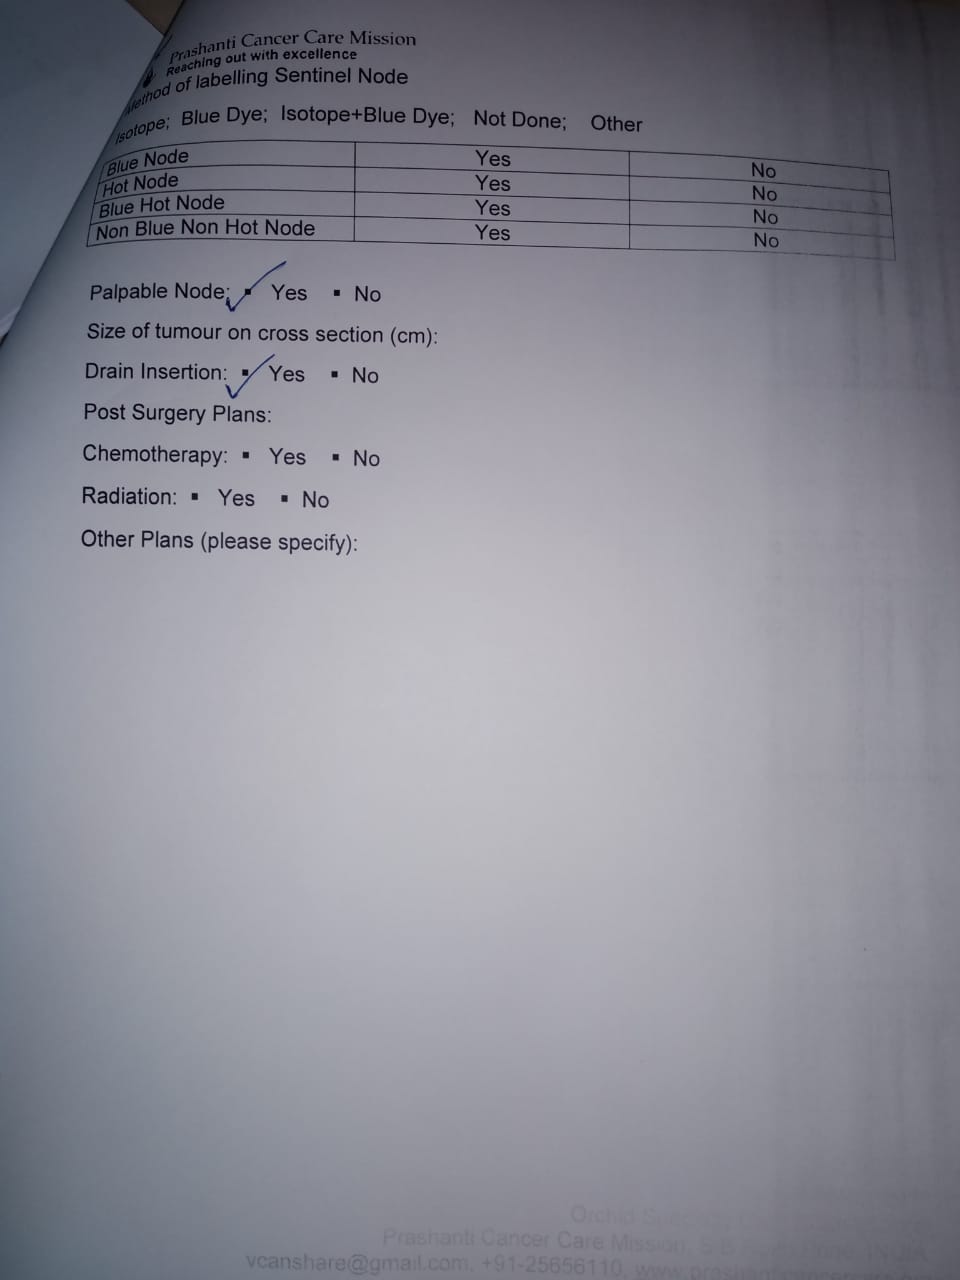 Prashanti Cancer Care Mission
Reaching out with excellence
Method of labelling Sentinel Node
Isotope; Blue Dye; Isotope+Blue Dye; Not Done; Other
Blue Node Yes No
Hot Node Yes No
Blue Hot Node Yes No
Non Blue Non Hot Node Yes No
Palpable Node: ▪ Yes ▪ No
Size of tumour on cross section (cm):
Drain Insertion: ▪ Yes ▪ No
Post Surgery Plans:
Chemotherapy: ▪ Yes ▪ No
Radiation: ▪ Yes ▪ No
Other Plans (please specify):
Orchid
Prashanti Cancer Care Mission,
vcanshare@gmail.com, +91-25656110,